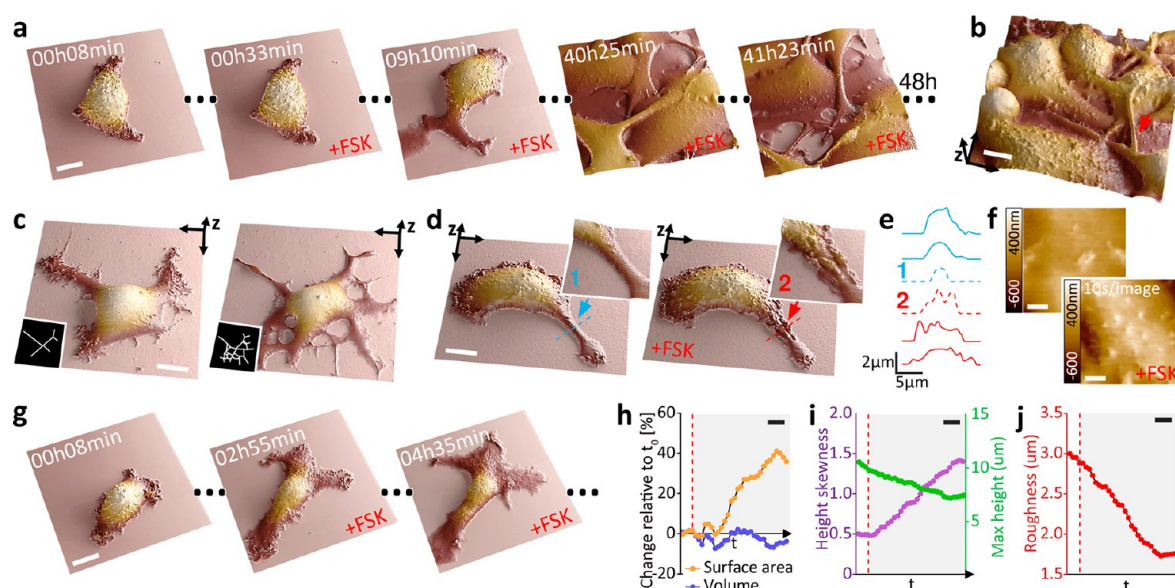 a
00h08min
00h33min
+FSK
09h10min
+FSK
40h25min
+FSK
41h23min
+FSK
48h
b
z
c
z
z
d
z
1
z
2
+FSK
e
1
2
2μm
5μm
f
400nm
-600
10s/image
400nm
-600
+FSK
g
00h08min
02h55min
+FSK
04h35min
+FSK
h
Change relative to t0 [%]
60
40
20
0
-20
t
Surface area
Volume
i
Height skewness
2.0
1.5
1.0
0.5
0.0
15
10
5
Max height (um)
t
j
Roughness (um)
3.5
3.0
2.5
2.0
1.5
t